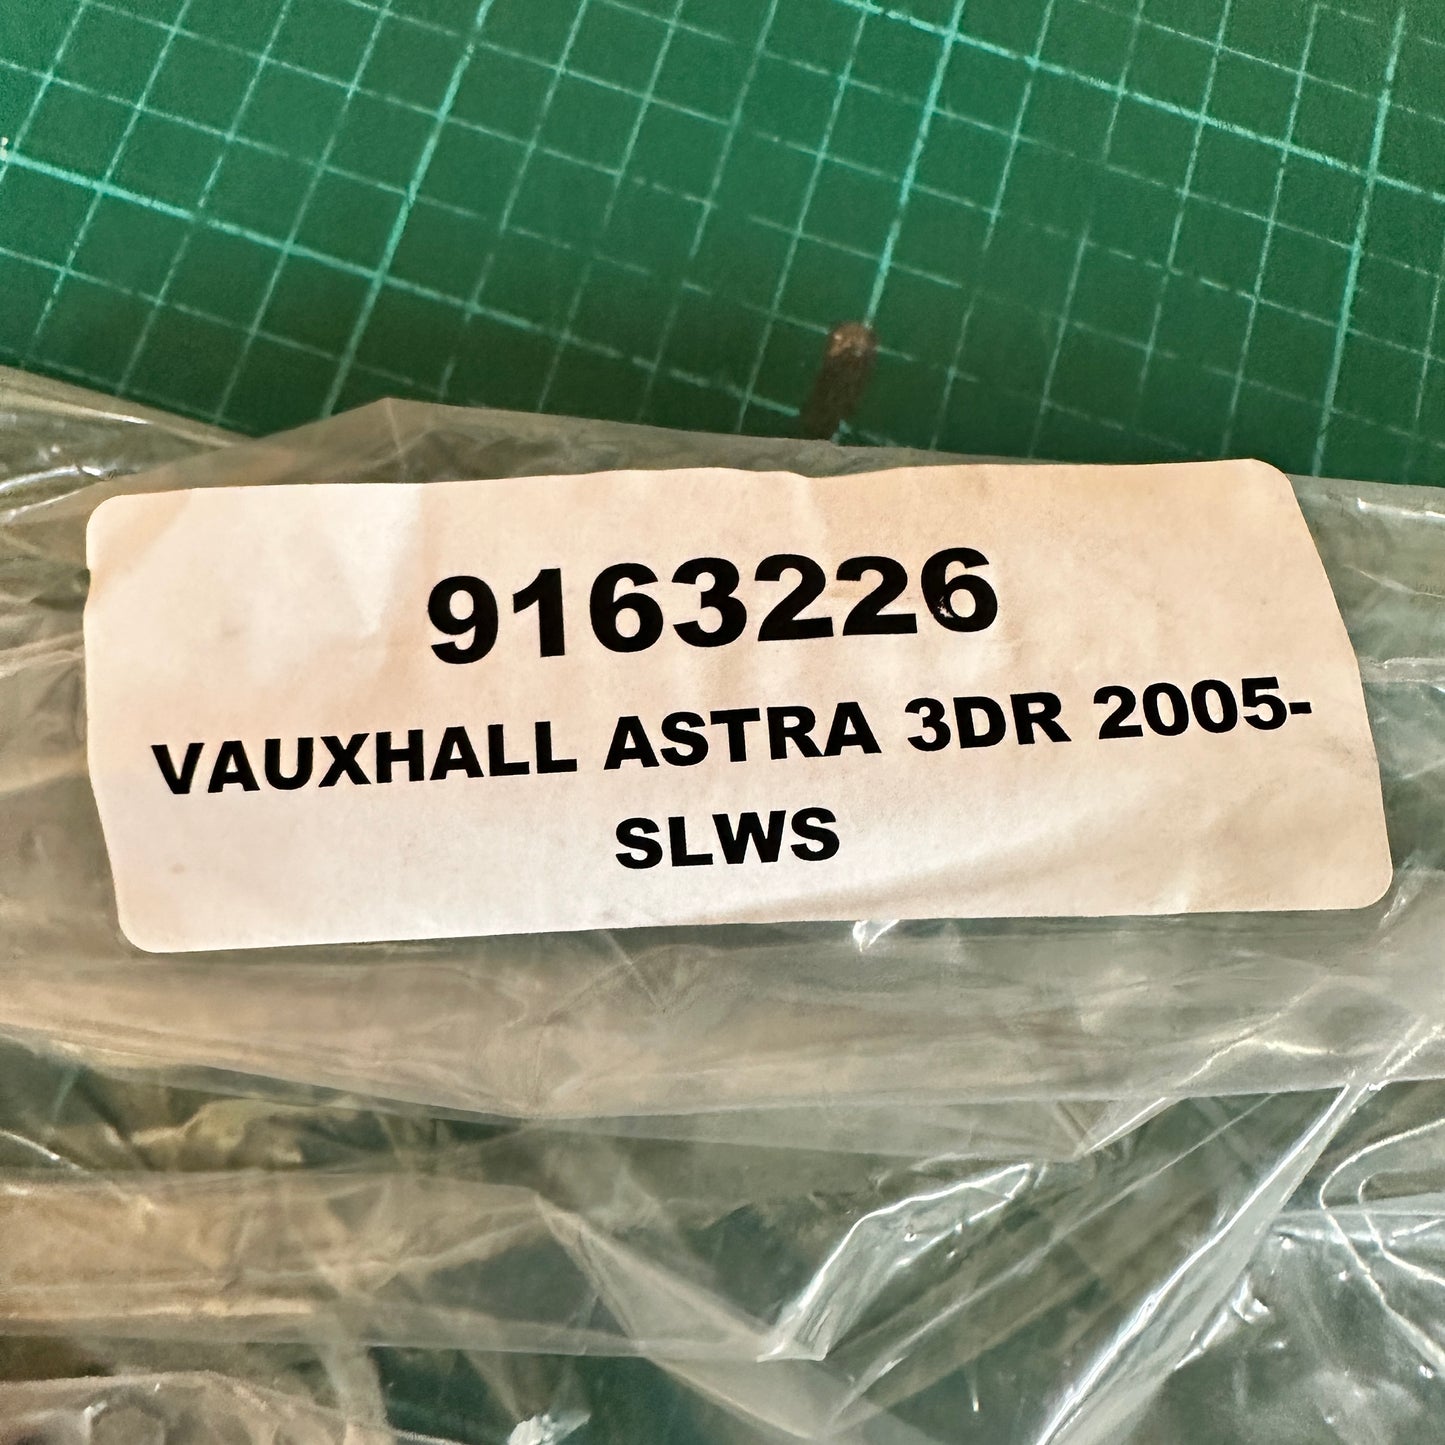 9163226
VAUXHALL ASTRA 3DR 2005-
SLWS